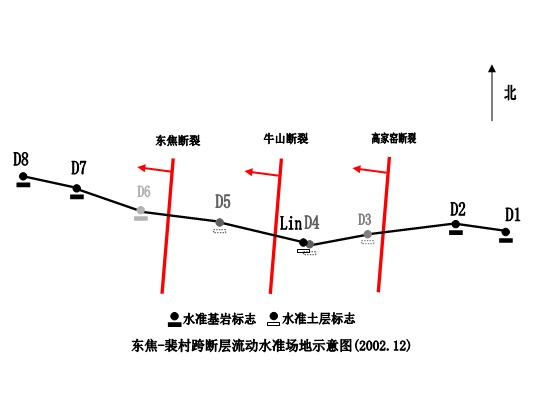 北
东焦断裂
牛山断裂
高家窑断裂
D8
D7
D6
D5
Lin D4
D3
D2
D1
水准基岩标志
水准土层标志
东焦-裴村跨断层流动水准场地示意图(2002.12)